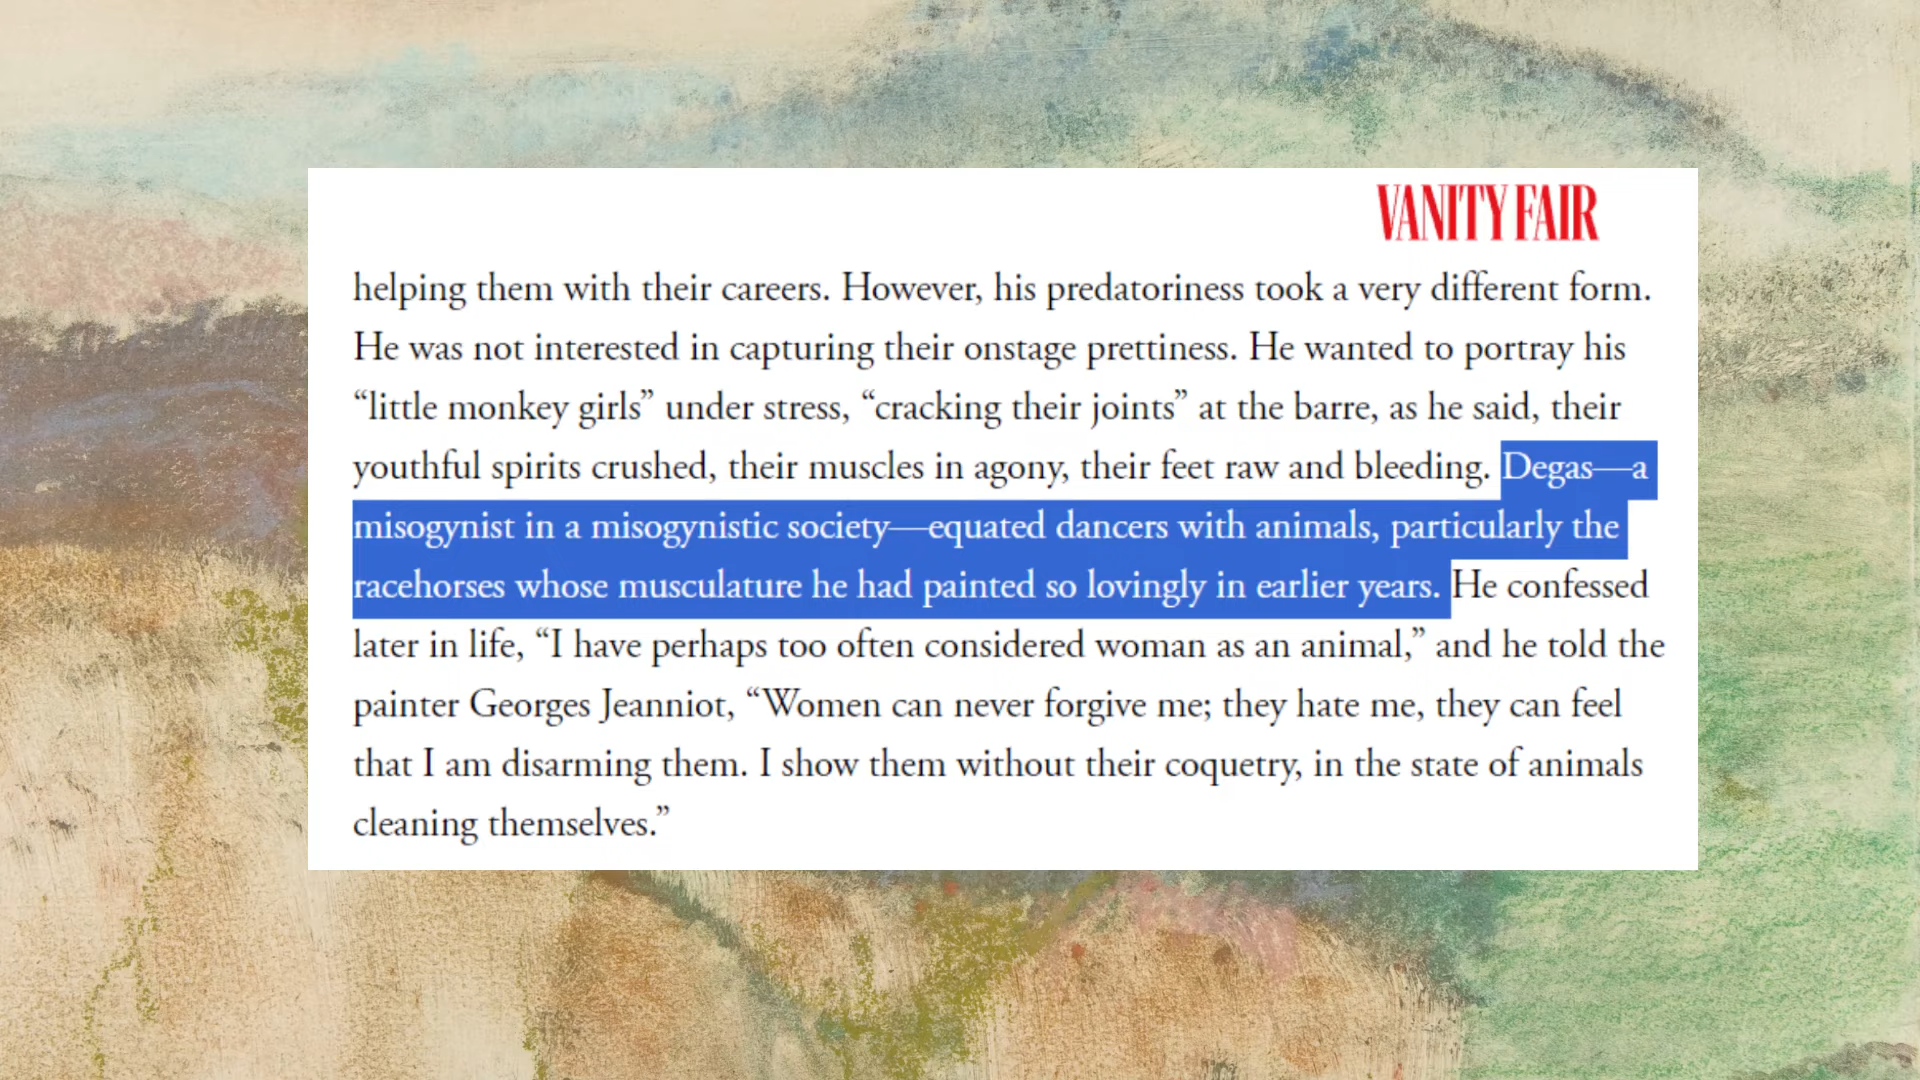 VANITY FAIR
helping them with their careers. However, his predatoriness took a very different form.
He was not interested in capturing their onstage prettiness. He wanted to portray his
“little monkey girls” under stress, “cracking their joints” at the barre, as he said, their
youthful spirits crushed, their muscles in agony, their feet raw and bleeding. Degas—a
misogynist in a misogynistic society—equated dancers with animals, particularly the
racehorses whose musculature he had painted so lovingly in earlier years. He confessed
later in life, “I have perhaps too often considered woman as an animal,” and he told the
painter Georges Jeanniot, “Women can never forgive me; they hate me, they can feel
that I am disarming them. I show them without their coquetry, in the state of animals
cleaning themselves.”